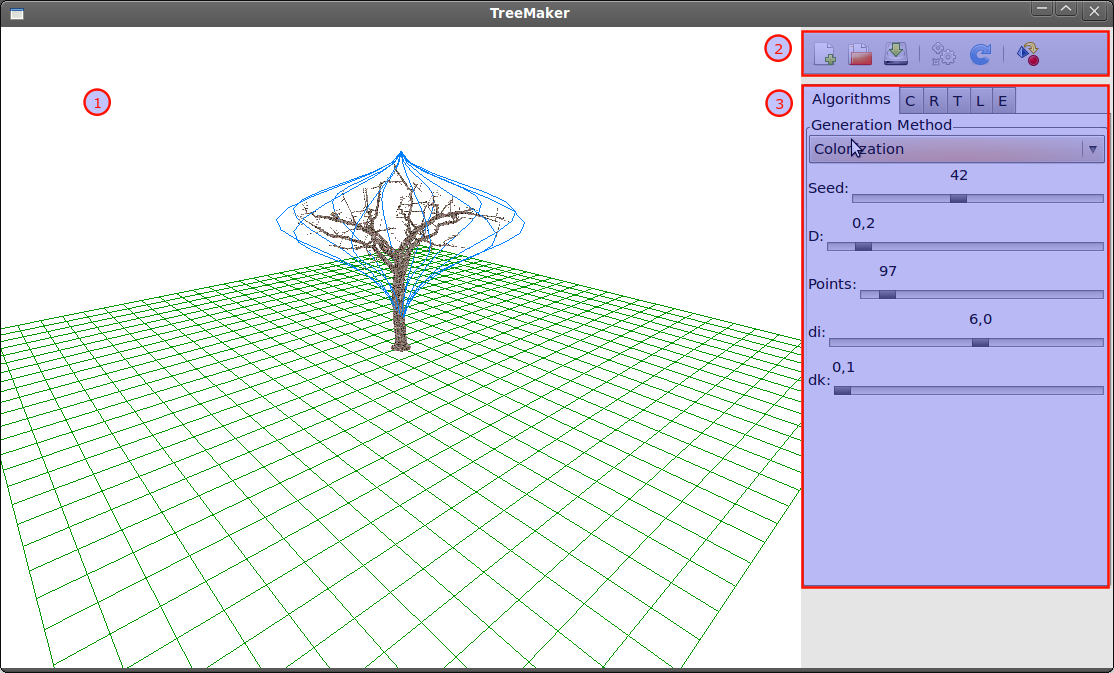 TreeMaker
1
2
3
Algorithms C R T L E
Generation Method
Colonization
42
Seed:
0,2
D:
97
Points:
6,0
di:
0,1
dk: